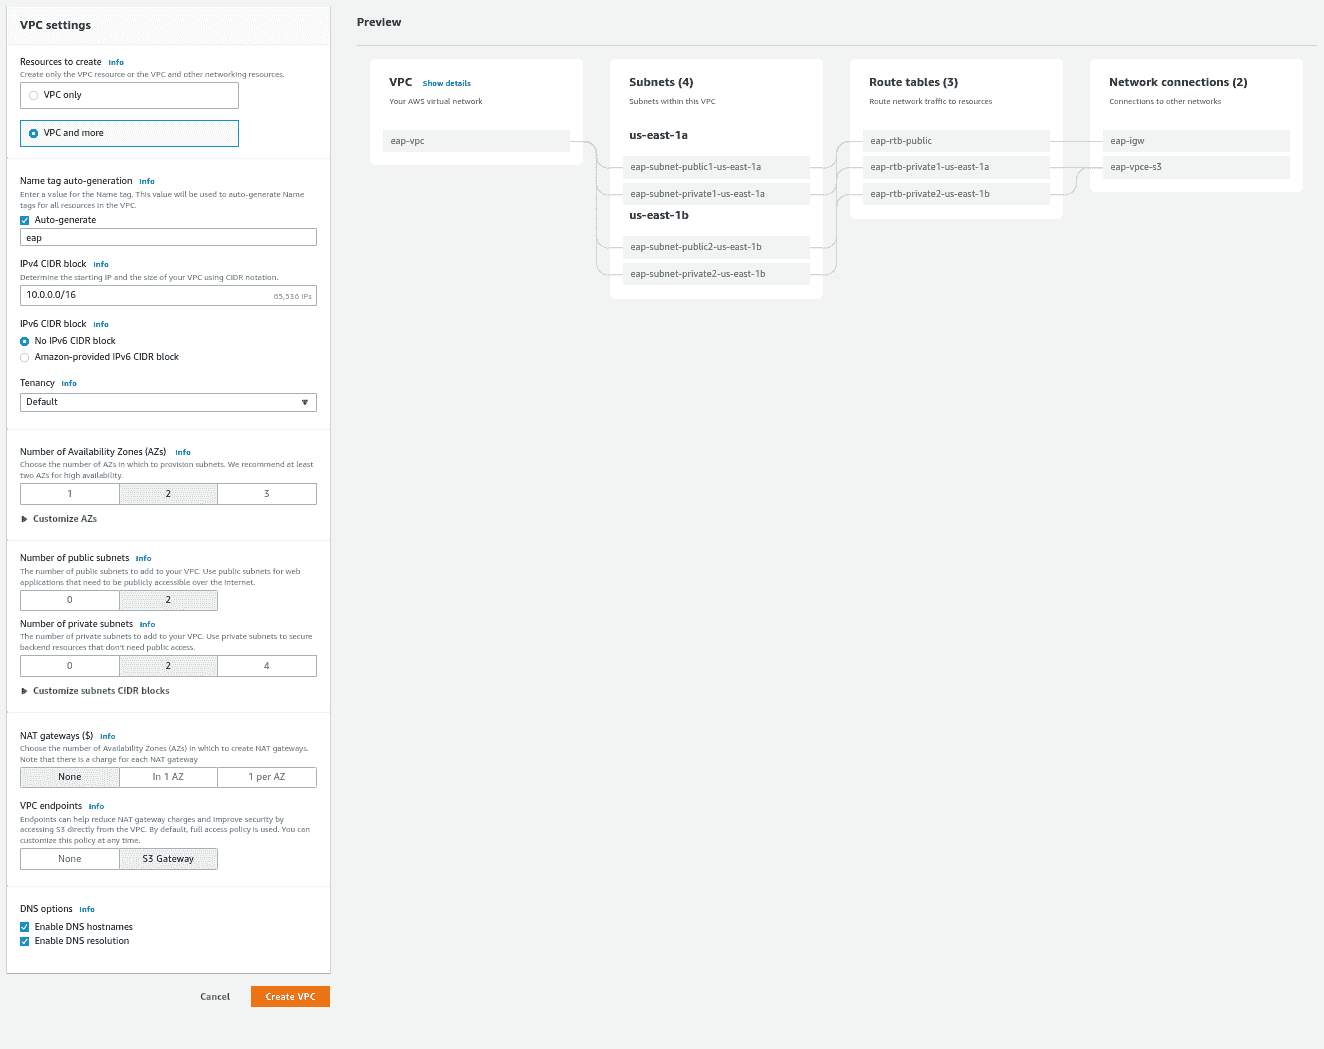 VPC settings
Resources to create Info
Create only the VPC resource or the VPC and other networking resources.
VPC only
VPC and more
Name tag auto-generation Info
Enter a value for the Name tag. This value will be used to auto-generate Name
tags for all resources in the VPC.
Auto-generate
eap
IPv4 CIDR block Info
Determine the starting IP and the size of your VPC using CIDR notation.
10.0.0.0/16 65,536 IPs
IPv6 CIDR block Info
No IPv6 CIDR block
Amazon-provided IPv6 CIDR block
Tenancy Info
Default
Number of Availability Zones (AZs) Info
Choose the number of AZs in which to provision subnets. We recommend at least
two AZs for high availability.
1 2 3
Customize AZs
Number of public subnets Info
The number of public subnets to add to your VPC. Use public subnets for web
applications that need to be publicly accessible over the internet.
0 2
Number of private subnets Info
The number of private subnets to add to your VPC. Use private subnets to secure
backend resources that don't need public access.
0 2 4
Customize subnets CIDR blocks
NAT gateways ($) Info
Choose the number of Availability Zones (AZs) in which to create NAT gateways.
Note that there is a charge for each NAT gateway
None In 1 AZ 1 per AZ
VPC endpoints Info
Endpoints can help reduce NAT gateway charges and improve security by
accessing S3 directly from the VPC. By default, full access policy is used. You can
customize this policy at any time.
None S3 Gateway
DNS options Info
Enable DNS hostnames
Enable DNS resolution
Cancel Create VPC
Preview
VPC Show details
Your AWS virtual network
eap-vpc
Subnets (4)
Subnets within this VPC
us-east-1a
eap-subnet-public1-us-east-1a
eap-subnet-private1-us-east-1a
us-east-1b
eap-subnet-public2-us-east-1b
eap-subnet-private2-us-east-1b
Route tables (3)
Route network traffic to resources
eap-rtb-public
eap-rtb-private1-us-east-1a
eap-rtb-private2-us-east-1b
Network connections (2)
Connections to other networks
eap-igw
eap-vpce-s3